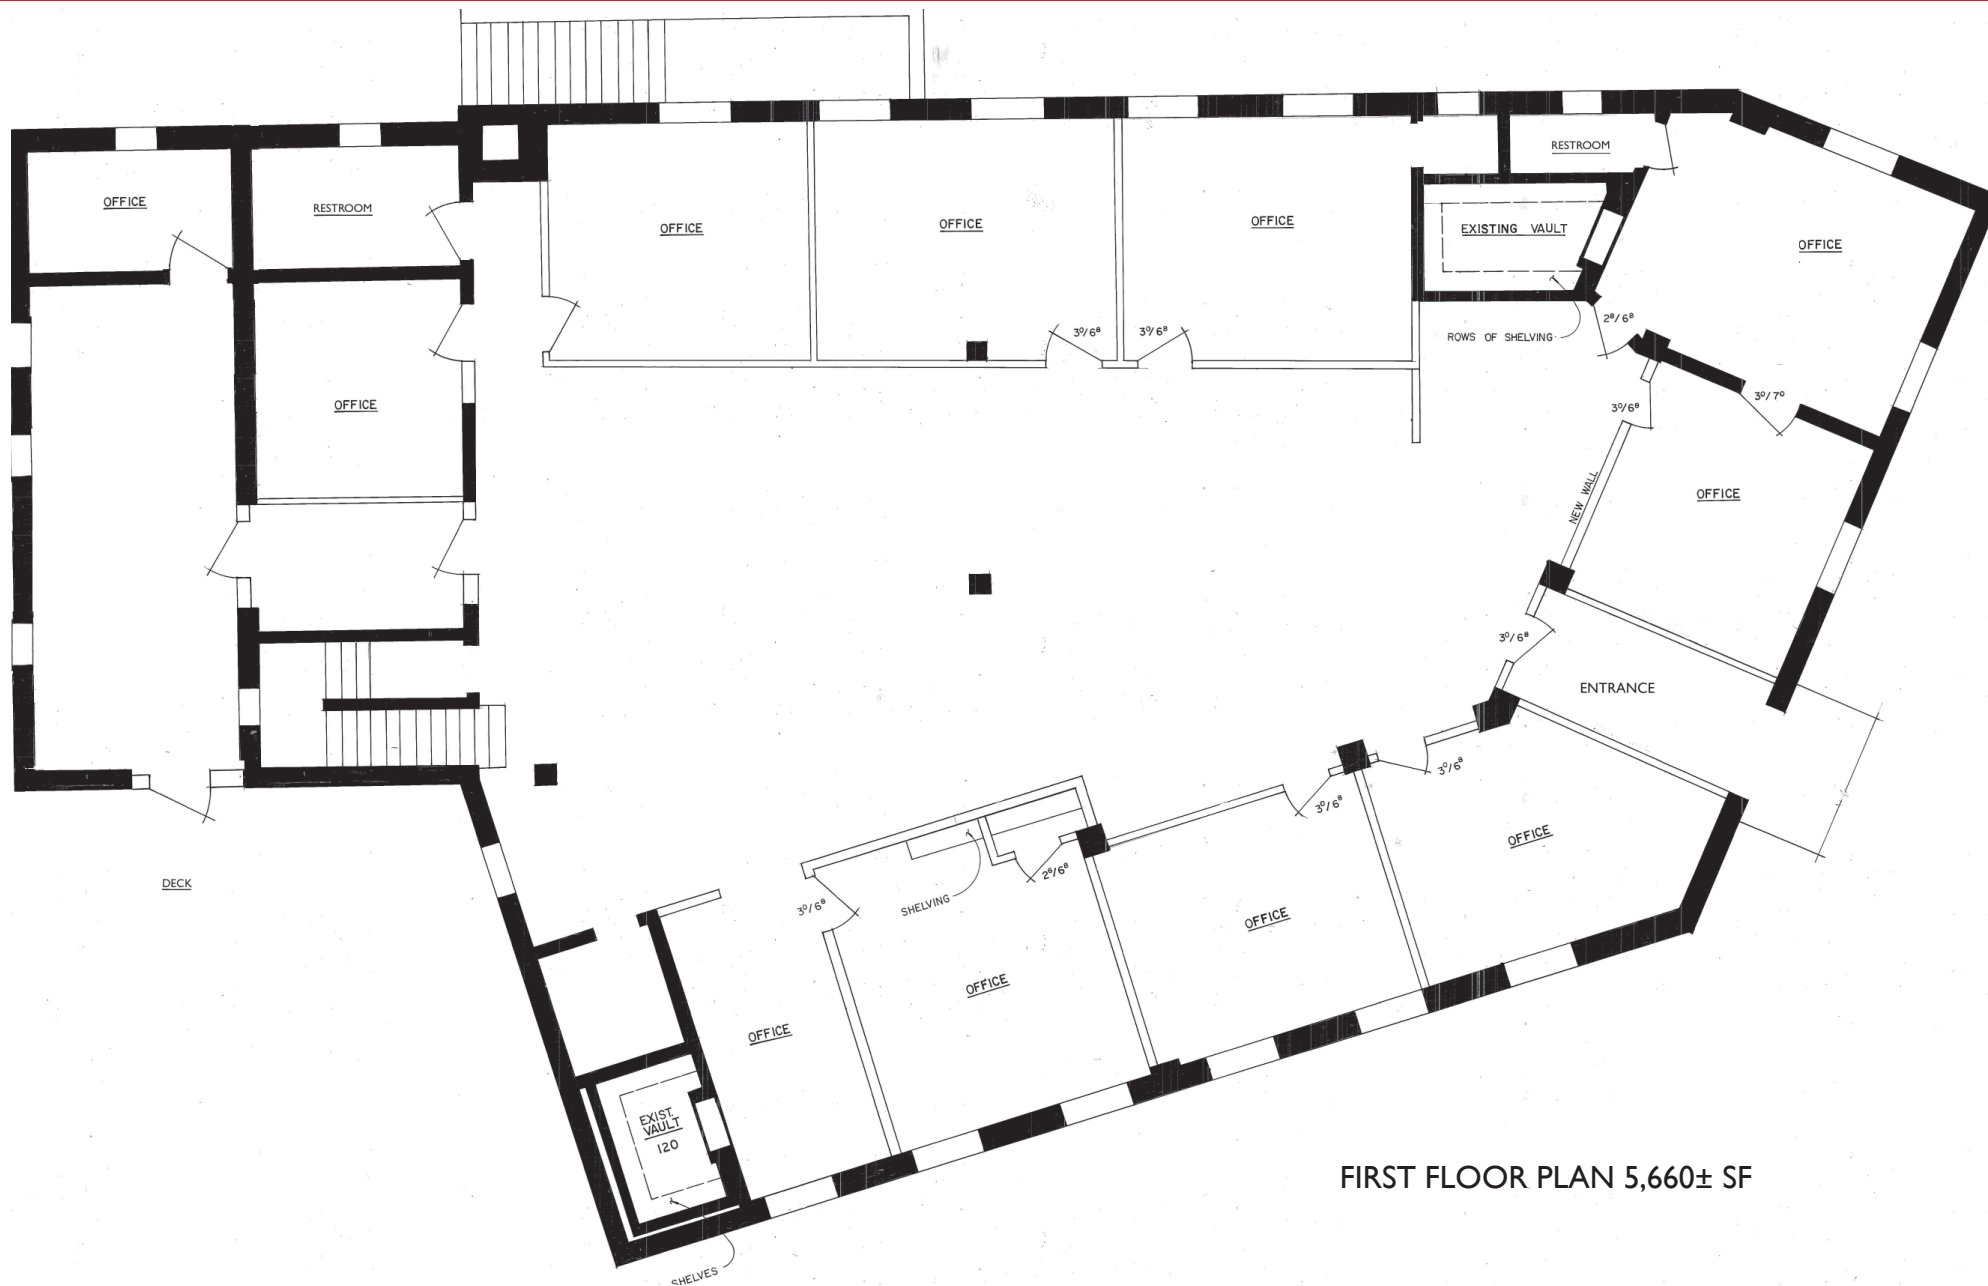 OFFICE
RESTROOM
OFFICE
OFFICE
OFFICE
RESTROOM
EXISTING VAULT
OFFICE
ROWS OF SHELVING
2⁸/6⁸
3⁰/6⁸
3⁰/6⁸
OFFICE
3⁰/6⁸
3⁰/7⁰
NEW WALL
OFFICE
3⁰/6⁸
ENTRANCE
3⁰/6⁸
3⁰/6⁸
OFFICE
DECK
3⁰/6⁸
SHELVING
2⁶/6⁸
OFFICE
OFFICE
OFFICE
EXIST.
VAULT
120
SHELVES
FIRST FLOOR PLAN 5,660± SF